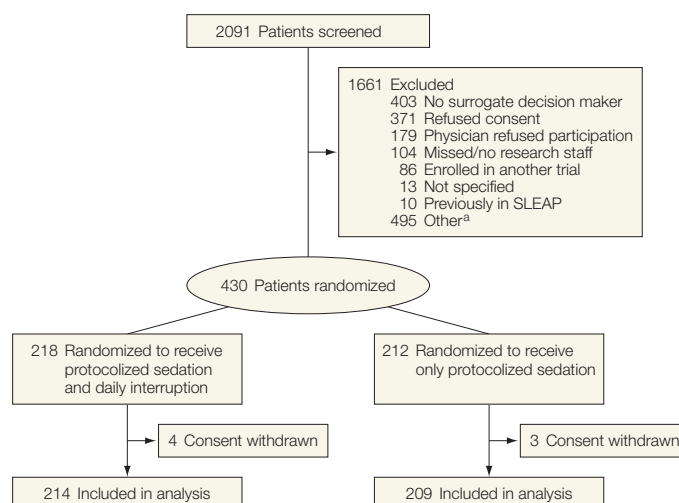 2091 Patients screened
1661 Excluded
403 No surrogate decision maker
371 Refused consent
179 Physician refused participation
104 Missed/no research staff
86 Enrolled in another trial
13 Not specified
10 Previously in SLEAP
495 Otherᵃ
430 Patients randomized
218 Randomized to receive
protocolized sedation
and daily interruption
212 Randomized to receive
only protocolized sedation
4 Consent withdrawn
3 Consent withdrawn
214 Included in analysis
209 Included in analysis